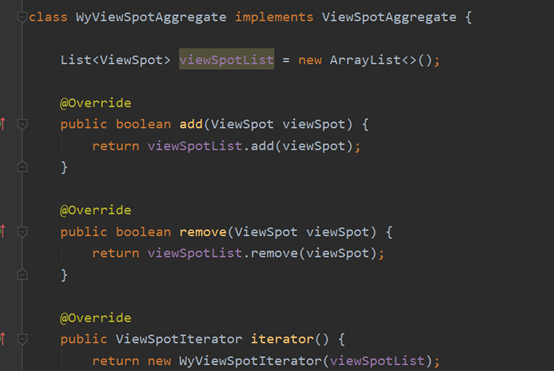 class WyViewSpotAggregate implements ViewSpotAggregate {
List<ViewSpot> viewSpotList = new ArrayList<>();
@Override
public boolean add(ViewSpot viewSpot) {
return viewSpotList.add(viewSpot);
}
@Override
public boolean remove(ViewSpot viewSpot) {
return viewSpotList.remove(viewSpot);
}
@Override
public ViewSpotIterator iterator() {
return new WyViewSpotIterator(viewSpotList);